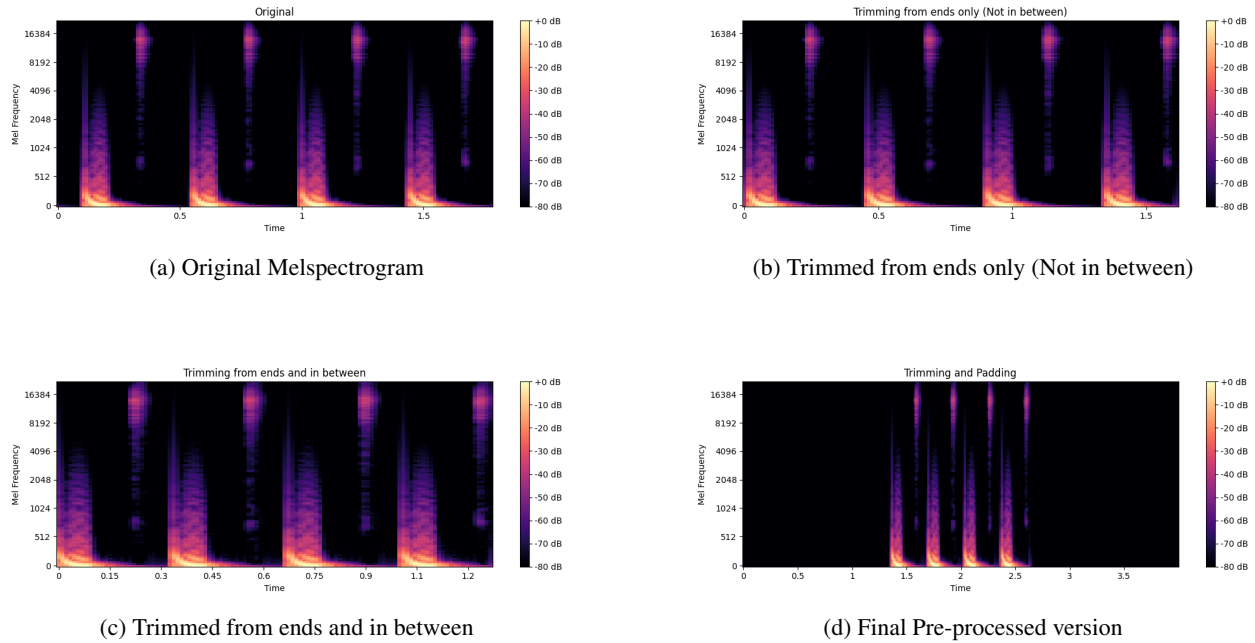 Original
16384
8192
4096
2048
1024
512
0
Mel Frequency
0
0.5
1
1.5
Time
+0 dB
-10 dB
-20 dB
-30 dB
-40 dB
-50 dB
-60 dB
-70 dB
-80 dB
(a) Original Melspectrogram
Trimming from ends only (Not in between)
16384
8192
4096
2048
1024
512
0
Mel Frequency
0
0.5
1
1.5
Time
+0 dB
-10 dB
-20 dB
-30 dB
-40 dB
-50 dB
-60 dB
-70 dB
-80 dB
(b) Trimmed from ends only (Not in between)
Trimming from ends and in between
16384
8192
4096
2048
1024
512
0
Mel Frequency
0
0.15
0.3
0.45
0.6
0.75
0.9
1.05
1.2
Time
+0 dB
-10 dB
-20 dB
-30 dB
-40 dB
-50 dB
-60 dB
-70 dB
-80 dB
(c) Trimmed from ends and in between
Trimming and Padding
16384
8192
4096
2048
1024
512
0
Mel Frequency
0
0.5
1
1.5
2
2.5
3
3.5
Time
+0 dB
-10 dB
-20 dB
-30 dB
-40 dB
-50 dB
-60 dB
-70 dB
-80 dB
(d) Final Pre-processed version